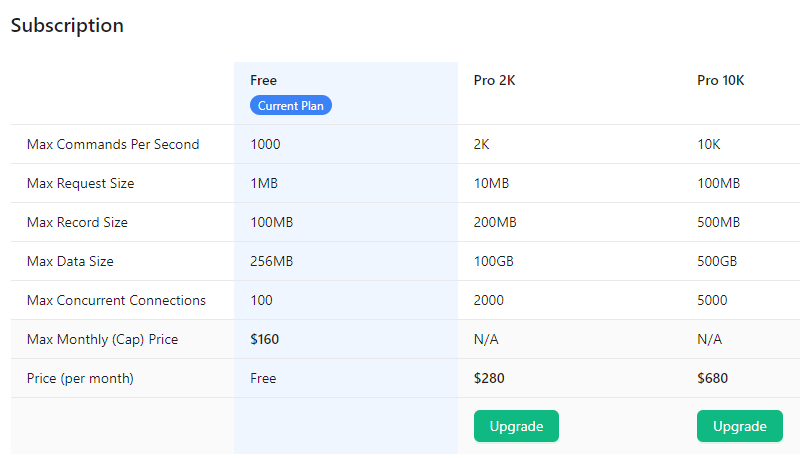 Subscription
Free Pro 2K Pro 10K
Current Plan
Max Commands Per Second 1000 2K 10K
Max Request Size 1MB 10MB 100MB
Max Record Size 100MB 200MB 500MB
Max Data Size 256MB 100GB 500GB
Max Concurrent Connections 100 2000 5000
Max Monthly (Cap) Price $160 N/A N/A
Price (per month) Free $280 $680
Upgrade Upgrade